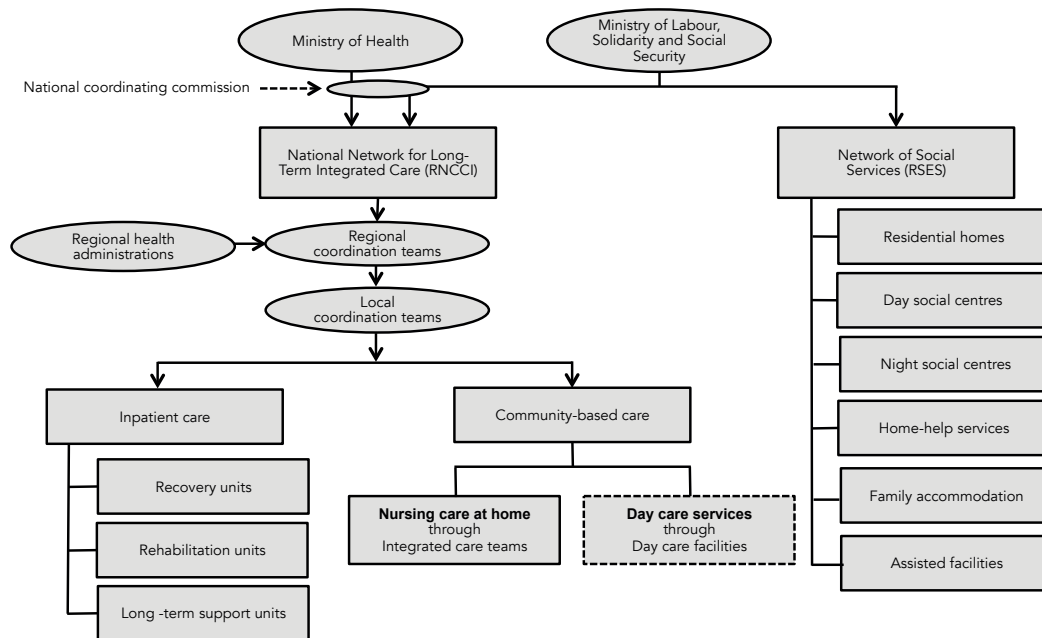 Ministry of Health
Ministry of Labour,
Solidarity and Social
Security
National coordinating commission
National Network for Long-
Term Integrated Care (RNCCI)
Network of Social
Services (RSES)
Regional health
administrations
Regional
coordination teams
Residential homes
Local
coordination teams
Day social centres
Night social centres
Inpatient care
Community-based care
Home-help services
Recovery units
Nursing care at home
through
Integrated care teams
Day care services
through
Day care facilities
Family accommodation
Rehabilitation units
Assisted facilities
Long -term support units